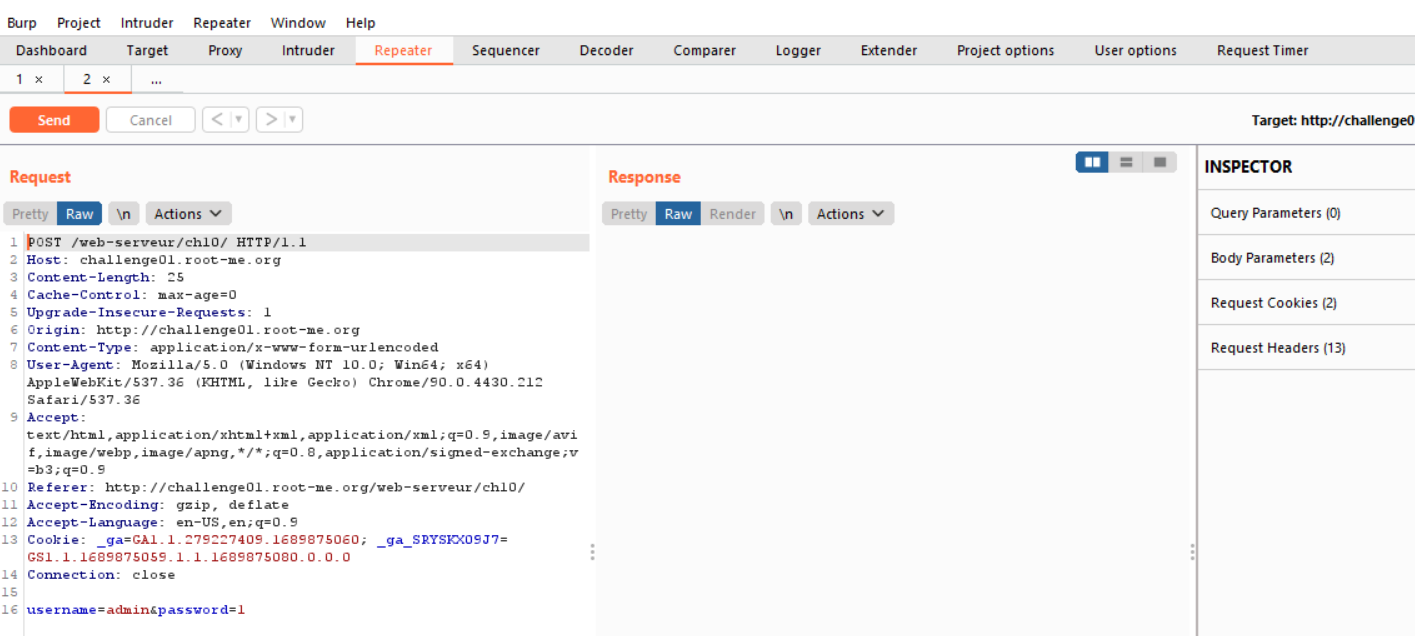 Burp Project Intruder Repeater Window Help
Dashboard Target Proxy Intruder Repeater Sequencer Decoder Comparer Logger Extender Project options User options Request Timer
1 × 2 × ...
Send Cancel < > Target: http://challenge0
Request Response INSPECTOR
Pretty Raw \n Actions Pretty Raw Render \n Actions Query Parameters (0)
Body Parameters (2)
Request Cookies (2)
Request Headers (13)
1 POST /web-serveur/ch10/ HTTP/1.1
2 Host: challenge01.root-me.org
3 Content-Length: 25
4 Cache-Control: max-age=0
5 Upgrade-Insecure-Requests: 1
6 Origin: http://challenge01.root-me.org
7 Content-Type: application/x-www-form-urlencoded
8 User-Agent: Mozilla/5.0 (Windows NT 10.0; Win64; x64)
AppleWebKit/537.36 (KHTML, like Gecko) Chrome/90.0.4430.212
Safari/537.36
9 Accept:
text/html,application/xhtml+xml,application/xml;q=0.9,image/avi
f,image/webp,image/apng,*/*;q=0.8,application/signed-exchange;v
=b3;q=0.9
10 Referer: http://challenge01.root-me.org/web-serveur/ch10/
11 Accept-Encoding: gzip, deflate
12 Accept-Language: en-US,en;q=0.9
13 Cookie: _ga=GA1.1.279227409.1689875060; _ga_SRYSKX09J7=
GS1.1.1689875059.1.1.1689875080.0.0.0
14 Connection: close
15
16 username=admin&password=1